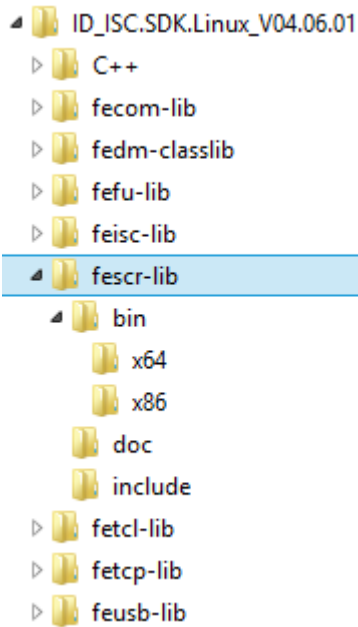 ID_ISC.SDK.Linux_V04.06.01
C++
fecom-lib
fedm-classlib
fefu-lib
feisc-lib
fescr-lib
bin
x64
x86
doc
include
fetcl-lib
fetcp-lib
feusb-lib